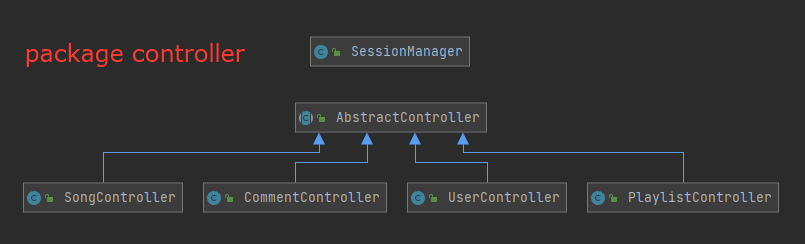 package controller
SessionManager
AbstractController
SongController
CommentController
UserController
PlaylistController